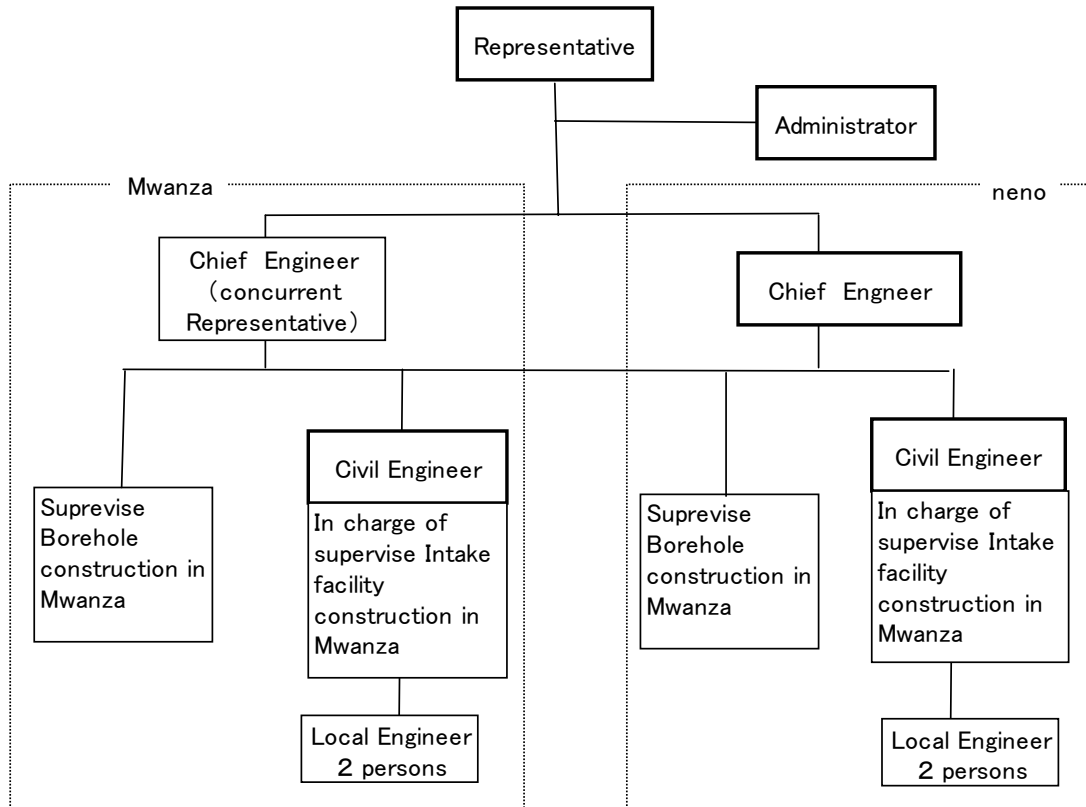 Representative
Administrator
Mwanza
neno
Chief Engineer
（concurrent
Representative）
Chief Engneer
Civil Engineer
Civil Engineer
Suprevise
Borehole
construction in
Mwanza
In charge of
supervise Intake
facility
construction in
Mwanza
Suprevise
Borehole
construction in
Mwanza
In charge of
supervise Intake
facility
construction in
Mwanza
Local Engineer
２ persons
Local Engineer
２ persons